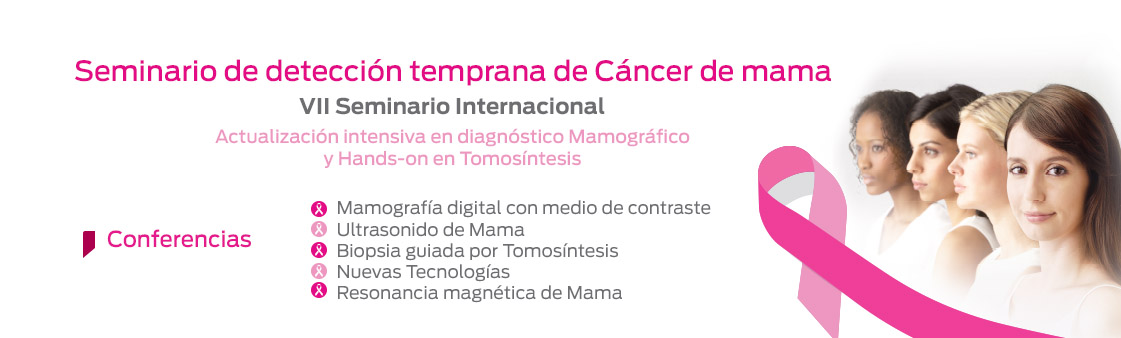 Seminario de detección temprana de Cáncer de mama
VII Seminario Internacional
Actualización intensiva en diagnóstico Mamográfico
y Hands-on en Tomosíntesis
Conferencias
Mamografía digital con medio de contraste
Ultrasonido de Mama
Biopsia guiada por Tomosíntesis
Nuevas Tecnologías
Resonancia magnética de Mama